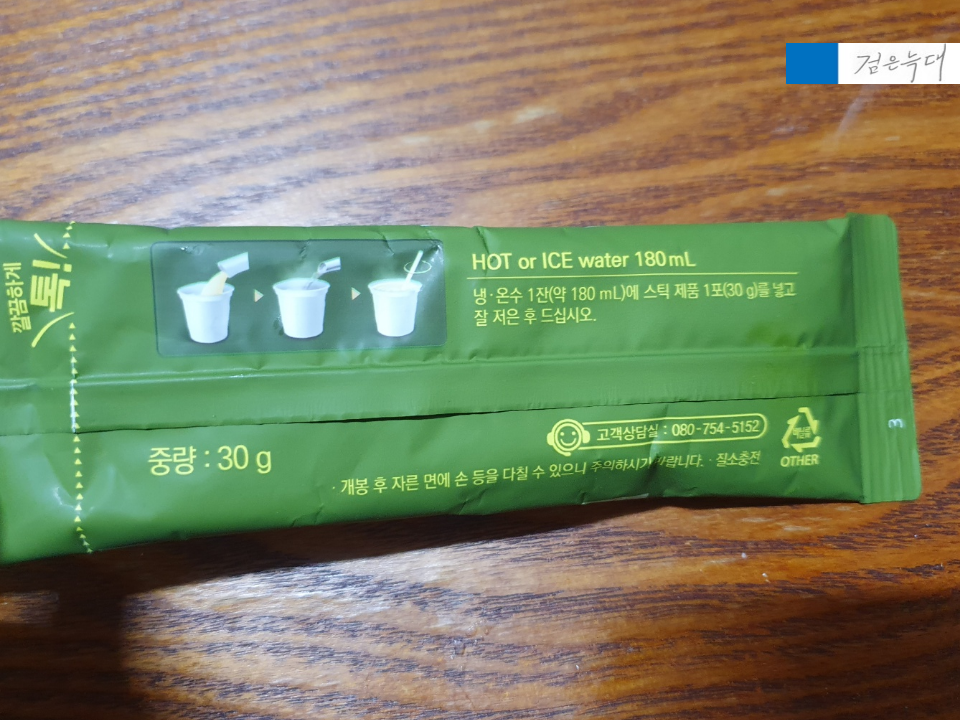 검은늑대
깔끔하게
톡!
HOT or ICE water 180 mL
냉·온수 1잔(약 180 mL)에 스틱 제품 1포(30 g)를 넣고
잘 저은 후 드십시오.
고객상담실 : 080-754-5152
중량 : 30 g
· 개봉 후 자른 면에 손 등을 다칠 수 있으니 주의하시기 바랍니다. · 질소충전
OTHER
3